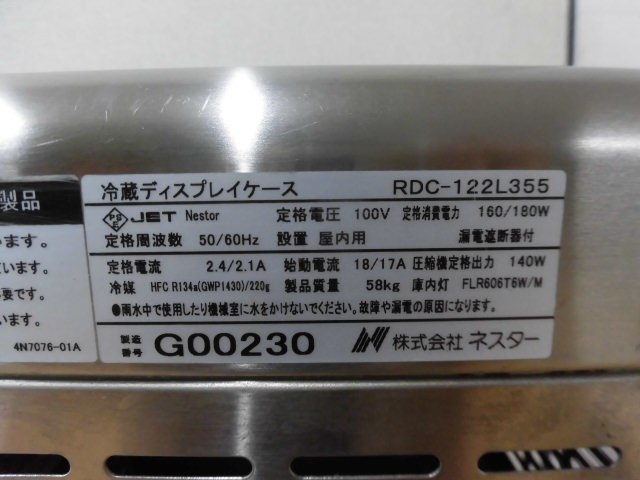 冷蔵ディスプレイケース RDC-122L355
PSE JET Nestor 定格電圧 100V 定格消費電力 160/180W
定格周波数 50/60Hz 設置 屋内用 漏電遮断器付
定格電流 2.4/2.1A 始動電流 18/17A 圧縮機定格出力 140W
冷媒 HFC R134a(GWP1430)/220g 製品質量 58kg 庫内灯 FLR606T6W/M
●雨水中で使用したり機械室に水をかけないでください。故障や漏電の原因になります。
製造番号 G00230 株式会社 ネスター
製品
います。
ています。
要です。
います。
4N7076-01A